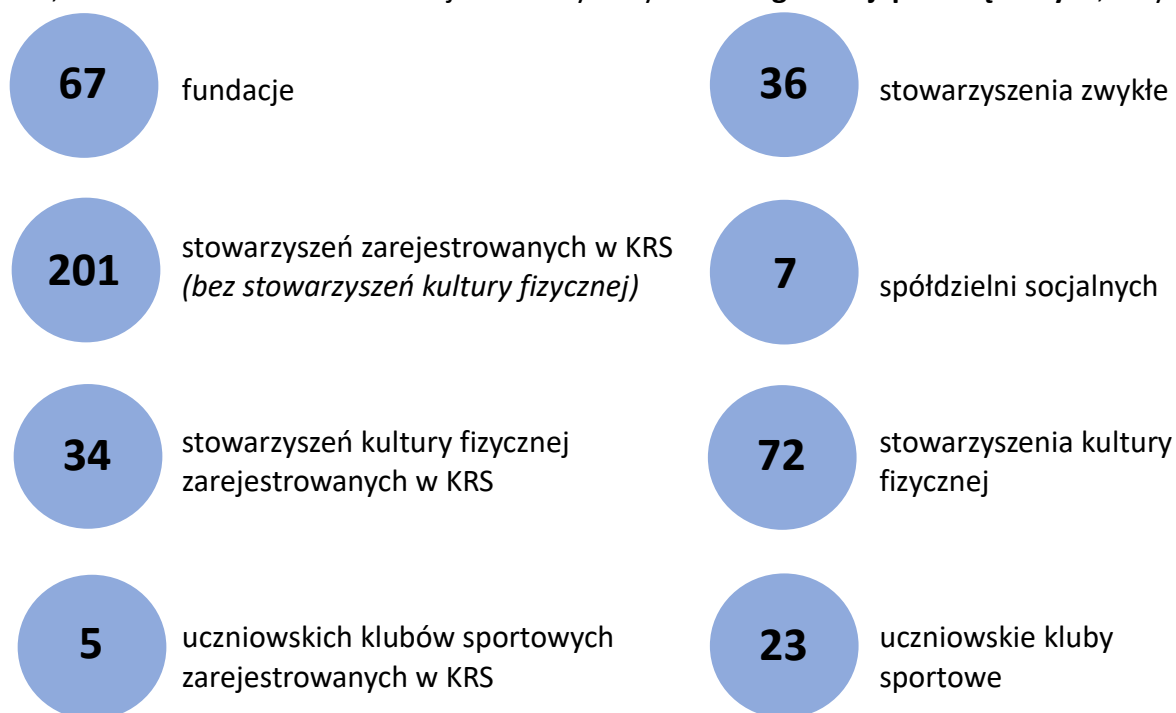 67
fundacje
36
stowarzyszenia zwykłe
201
stowarzyszeń zarejestrowanych w KRS
(bez stowarzyszeń kultury fizycznej)
7
spółdzielni socjalnych
34
stowarzyszeń kultury fizycznej
zarejestrowanych w KRS
72
stowarzyszenia kultury
fizycznej
5
uczniowskich klubów sportowych
zarejestrowanych w KRS
23
uczniowskie kluby
sportowe